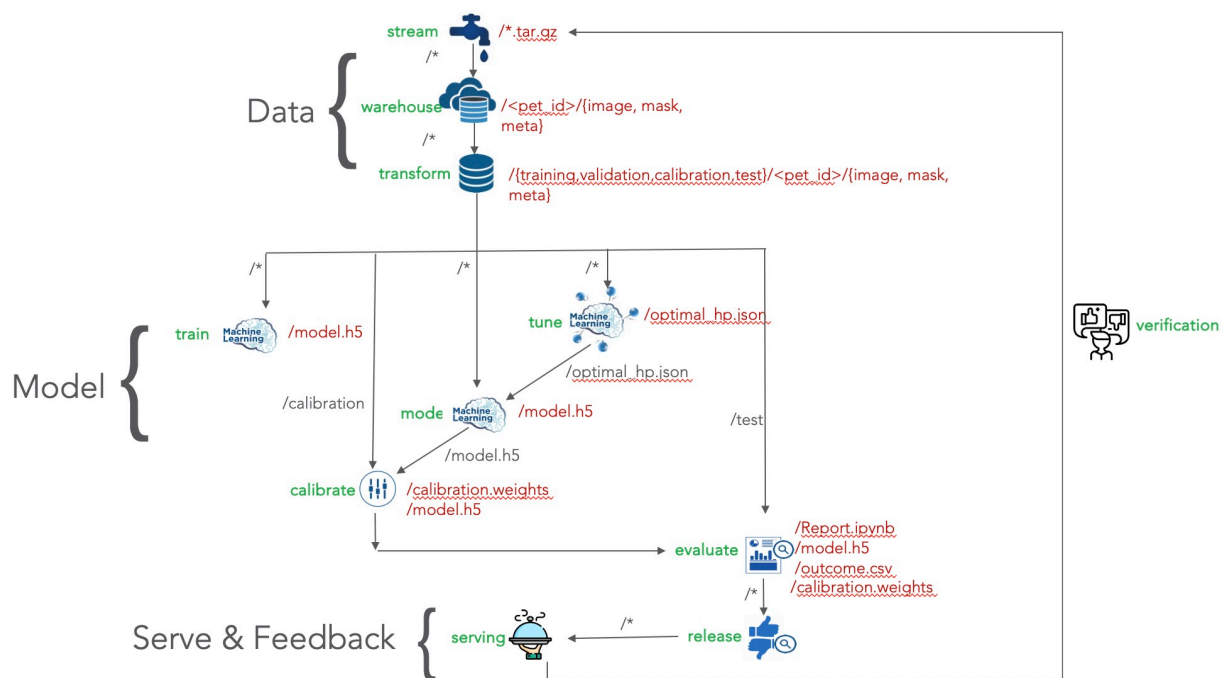 stream
/*.tar.gz
/*
Data
warehouse
/<pet_id>/{image, mask,
meta}
/*
transform
/{training,validation,calibration,test}/<pet_id>/{image, mask,
meta}
/*
/*
/*
train
Machine
Learning
/model.h5
tune
Machine
Learning
/optimal_hp.json
verification
Model
/optimal_hp.json
/calibration
mode
Machine
Learning
/model.h5
/test
/model.h5
calibrate
/calibration.weights
/model.h5
evaluate
/Report.ipynb
/model.h5
/outcome.csv
/calibration.weights
/*
Serve & Feedback
serving
/*
release